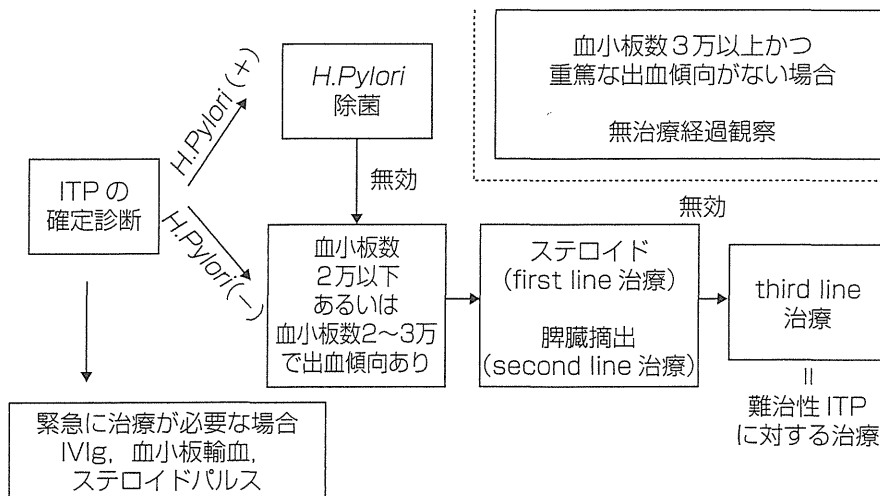 ITPの
確定診断
H.Pylori(+)
H.Pylori(−)
H.Pylori
除菌
無効
血小板数3万以上かつ
重篤な出血傾向がない場合
無治療経過観察
血小板数
2万以下
あるいは
血小板数2〜3万
で出血傾向あり
ステロイド
(first line 治療)
脾臓摘出
(second line 治療)
無効
third line
治療
=
難治性 ITP
に対する治療
緊急に治療が必要な場合
IVIg, 血小板輸血,
ステロイドパルス